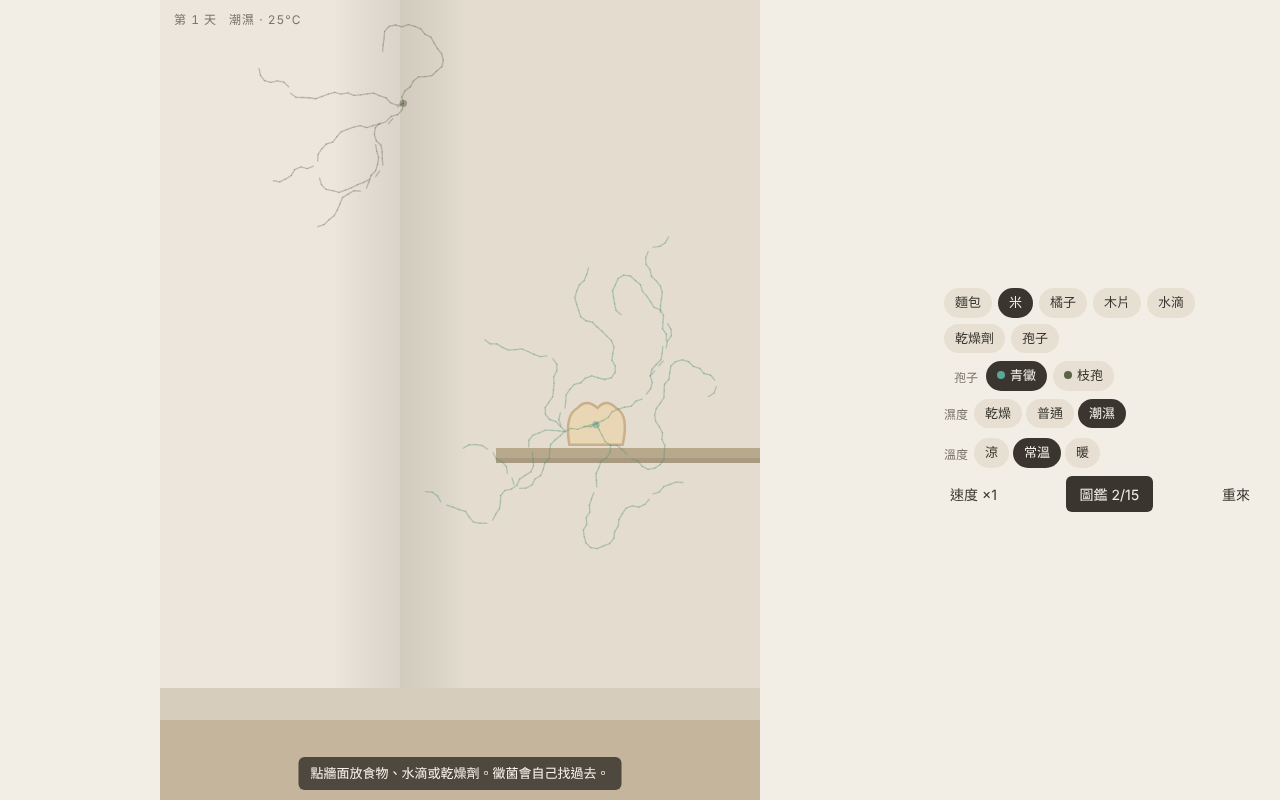 第 1 天 潮濕 · 25°C
麵包 米 橘子 木片 水滴
乾燥劑 孢子
孢子 青黴 枝孢
濕度 乾燥 普通 潮濕
溫度 涼 常溫 暖
速度 ×1 圖鑑 2/15 重來
點牆面放食物、水滴或乾燥劑。黴菌會自己找過去。